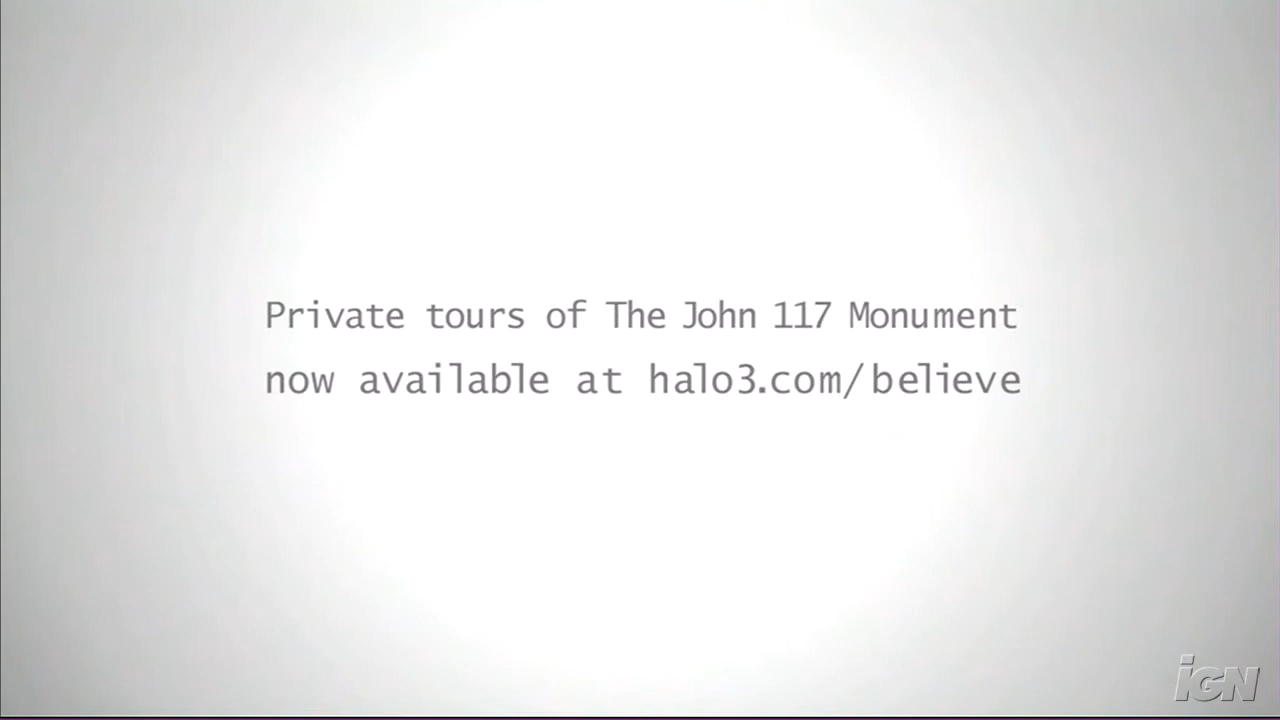 Private tours of The John 117 Monument
now available at halo3.com/believe
IGN